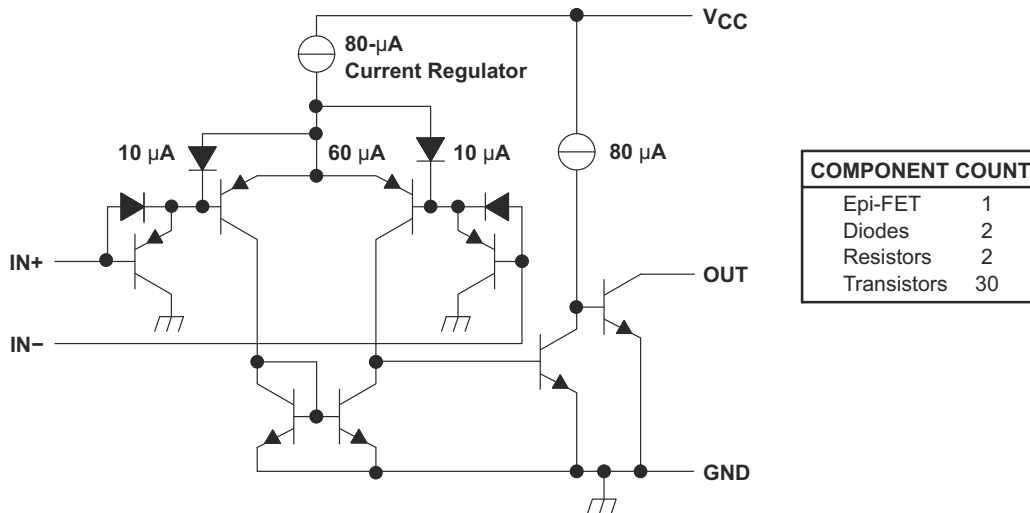 VCC
80-µA
Current Regulator
10 µA
60 µA
10 µA
80 µA
IN+
OUT
IN−
GND
COMPONENT COUNT
Epi-FET 1
Diodes 2
Resistors 2
Transistors 30